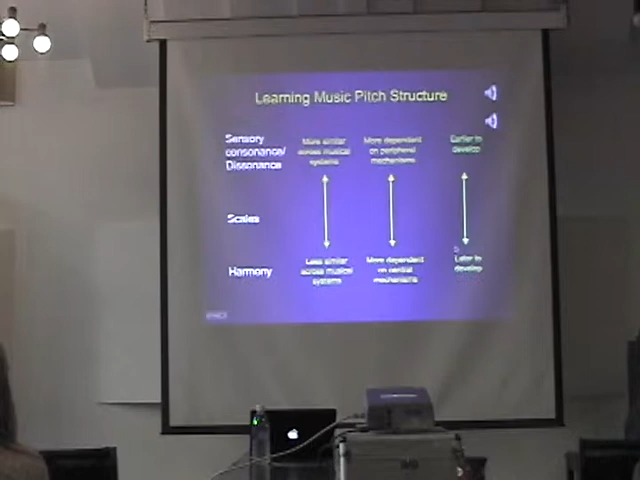 Learning Music Pitch Structure
Sensory
consonance/
Dissonance
More similar
across musical
systems
More dependent
on peripheral
mechanisms
Earlier to
develop
Scales
Harmony
Less similar
across musical
systems
More dependent
on central
mechanisms
Later to
develop